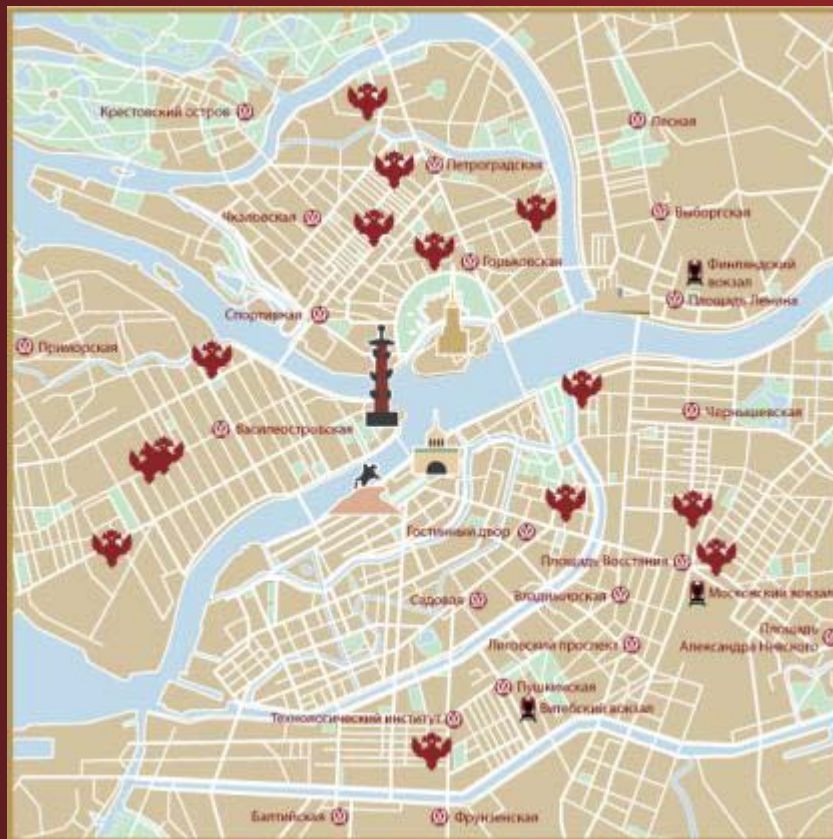 Крестовский остров
Лесная
Петроградская
Чкаловская
Выборгская
Горьковская
Финляндский
вокзал
Площадь Ленина
Спортивная
Приморская
Чернышевская
Василеостровская
Гостинный двор
Площадь Восстания
Садовая
Владимирская
Московский вокзал
Площадь
Александра Невского
Лиговский проспект
Пушкинская
Витебский вокзал
Технологический институт
Балтийская
Фрунзенская